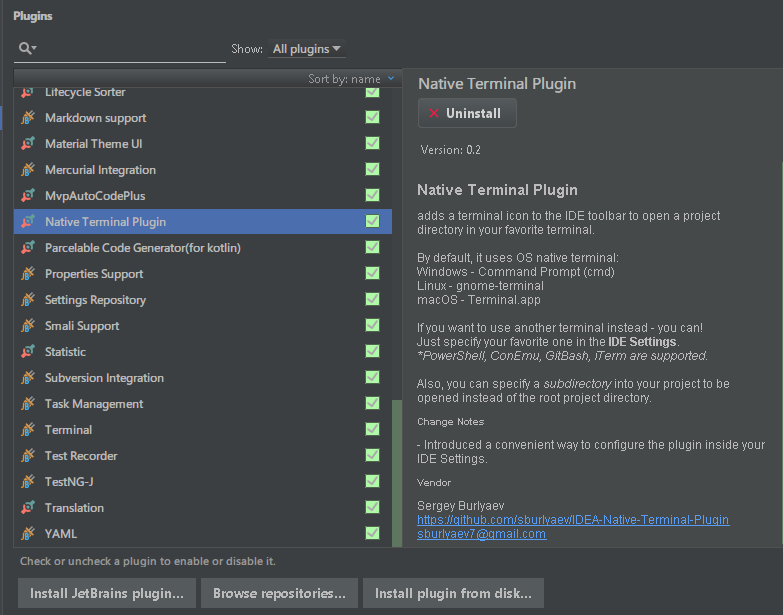 Plugins
Show: All plugins
Sort by: name
Lifecycle Sorter
Markdown support
Material Theme UI
Mercurial Integration
MvpAutoCodePlus
Native Terminal Plugin
Parcelable Code Generator(for kotlin)
Properties Support
Settings Repository
Smali Support
Statistic
Subversion Integration
Task Management
Terminal
Test Recorder
TestNG-J
Translation
YAML
Native Terminal Plugin
Uninstall
Version: 0.2
Native Terminal Plugin
adds a terminal icon to the IDE toolbar to open a project
directory in your favorite terminal.
By default, it uses OS native terminal:
Windows - Command Prompt (cmd)
Linux - gnome-terminal
macOS - Terminal.app
If you want to use another terminal instead - you can!
Just specify your favorite one in the IDE Settings.
*PowerShell, ConEmu, GitBash, iTerm are supported.
Also, you can specify a subdirectory into your project to be
opened instead of the root project directory.
Change Notes
- Introduced a convenient way to configure the plugin inside your
IDE Settings.
Vendor
Sergey Burlyaev
https://github.com/sburlyaev/IDEA-Native-Terminal-Plugin
sburlyaev7@gmail.com
Check or uncheck a plugin to enable or disable it.
Install JetBrains plugin...
Browse repositories...
Install plugin from disk...